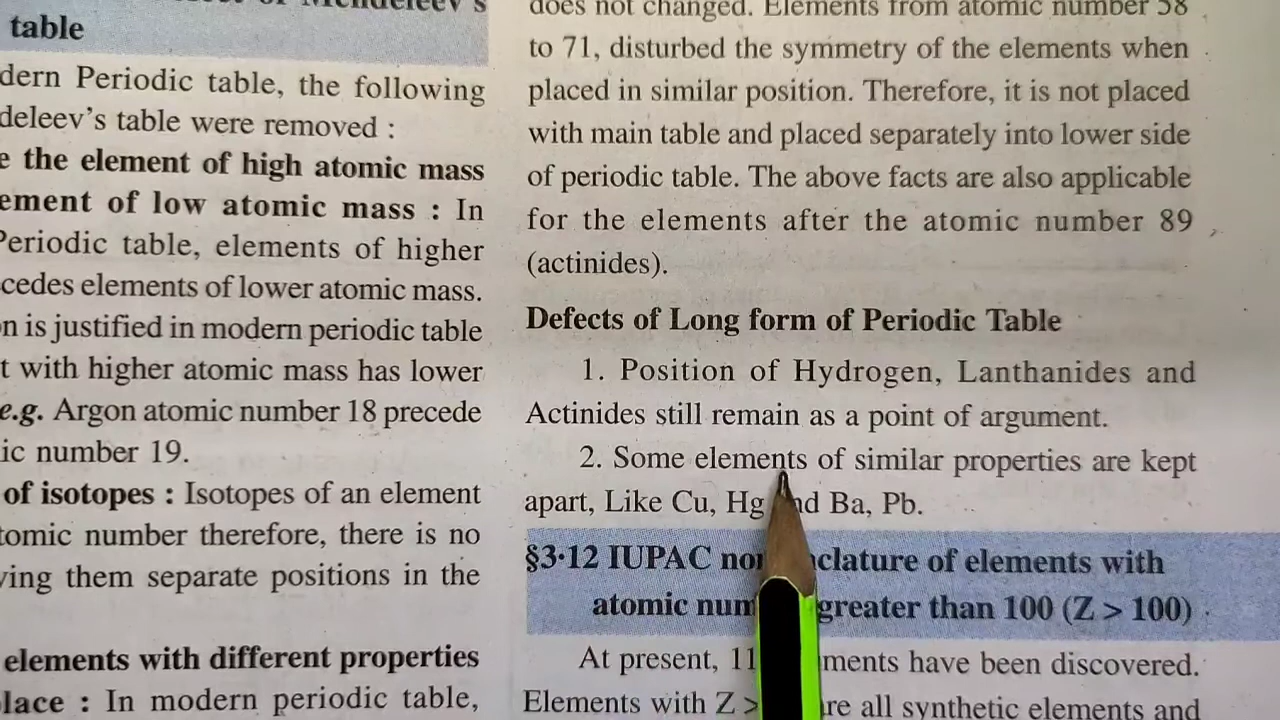 table
dern Periodic table, the following
deleev's table were removed :
e the element of high atomic mass
ement of low atomic mass : In
Periodic table, elements of higher
cedes elements of lower atomic mass.
n is justified in modern periodic table
t with higher atomic mass has lower
e.g. Argon atomic number 18 precede
ic number 19.
of isotopes : Isotopes of an element
tomic number therefore, there is no
ying them separate positions in the
elements with different properties
lace : In modern periodic table,
does not changed. Elements from atomic number 58
to 71, disturbed the symmetry of the elements when
placed in similar position. Therefore, it is not placed
with main table and placed separately into lower side
of periodic table. The above facts are also applicable
for the elements after the atomic number 89
(actinides).
Defects of Long form of Periodic Table
1. Position of Hydrogen, Lanthanides and
Actinides still remain as a point of argument.
2. Some elements of similar properties are kept
apart, Like Cu, Hg nd Ba, Pb.
§3·12 IUPAC no clature of elements with
atomic num greater than 100 (Z > 100)
At present, 11 ments have been discovered.
Elements with Z > re all synthetic elements and